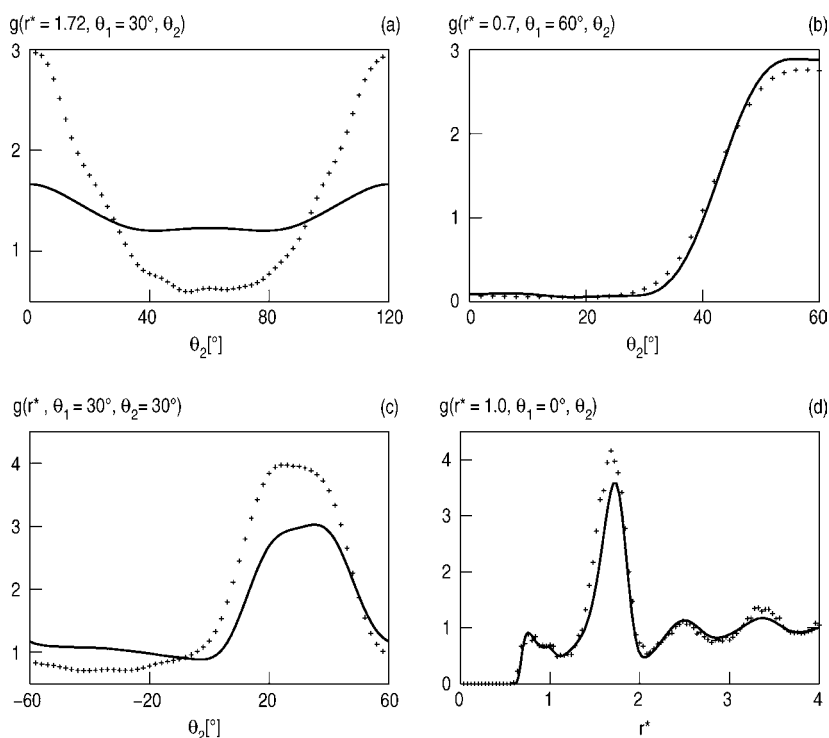 g(r* = 1.72, θ1 = 30°, θ2)
(a)
3
2
1
0
40
80
120
θ2[°]
g(r* = 0.7, θ1 = 60°, θ2)
(b)
3
2
1
0
0
20
40
60
θ2[°]
g(r* , θ1 = 30°, θ2 = 30°)
(c)
4
3
2
1
−60
−20
20
60
θ2[°]
g(r* = 1.0, θ1 = 0°, θ2)
(d)
4
3
2
1
0
0
1
2
3
4
r*